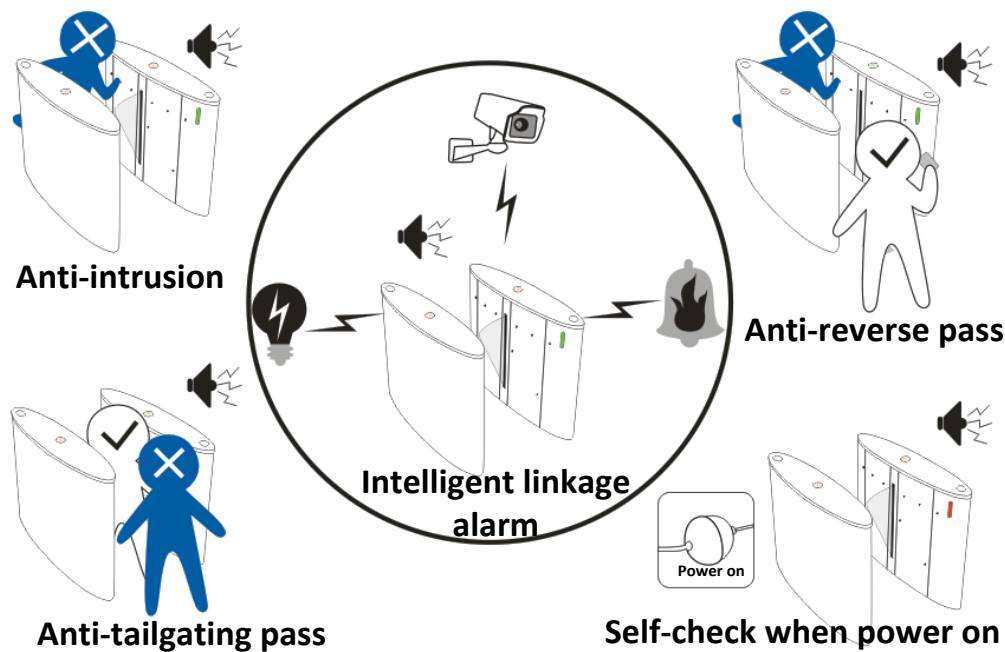 Anti-intrusion
Anti-reverse pass
Intelligent linkage
alarm
Power on
Anti-tailgating pass
Self-check when power on